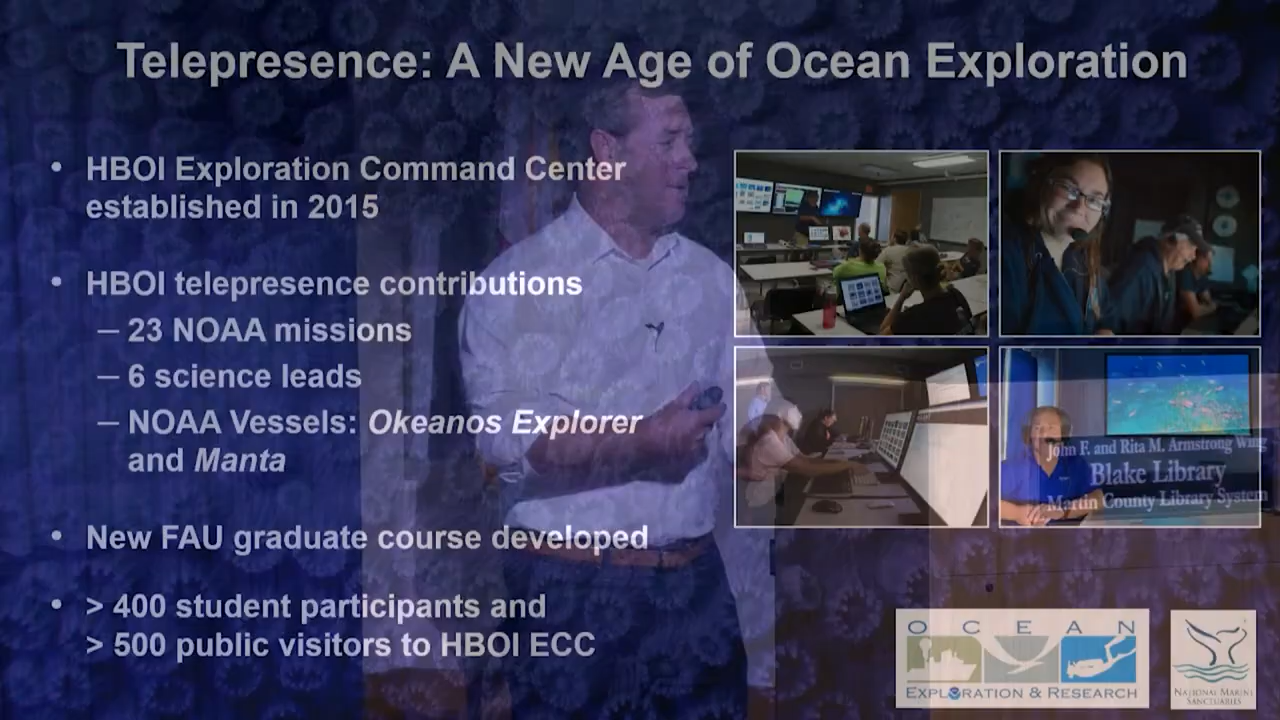 Telepresence: A New Age of Ocean Exploration
• HBOI Exploration Command Center
established in 2015
• HBOI telepresence contributions
– 23 NOAA missions
– 6 science leads
– NOAA Vessels: Okeanos Explorer
and Manta
• New FAU graduate course developed
• > 400 student participants and
> 500 public visitors to HBOI ECC
John F. and Rita M. Armstrong Wing
Blake Library
Martin County Library System
OCEAN
EXPLORATION & RESEARCH
NATIONAL MARINE
SANCTUARIES